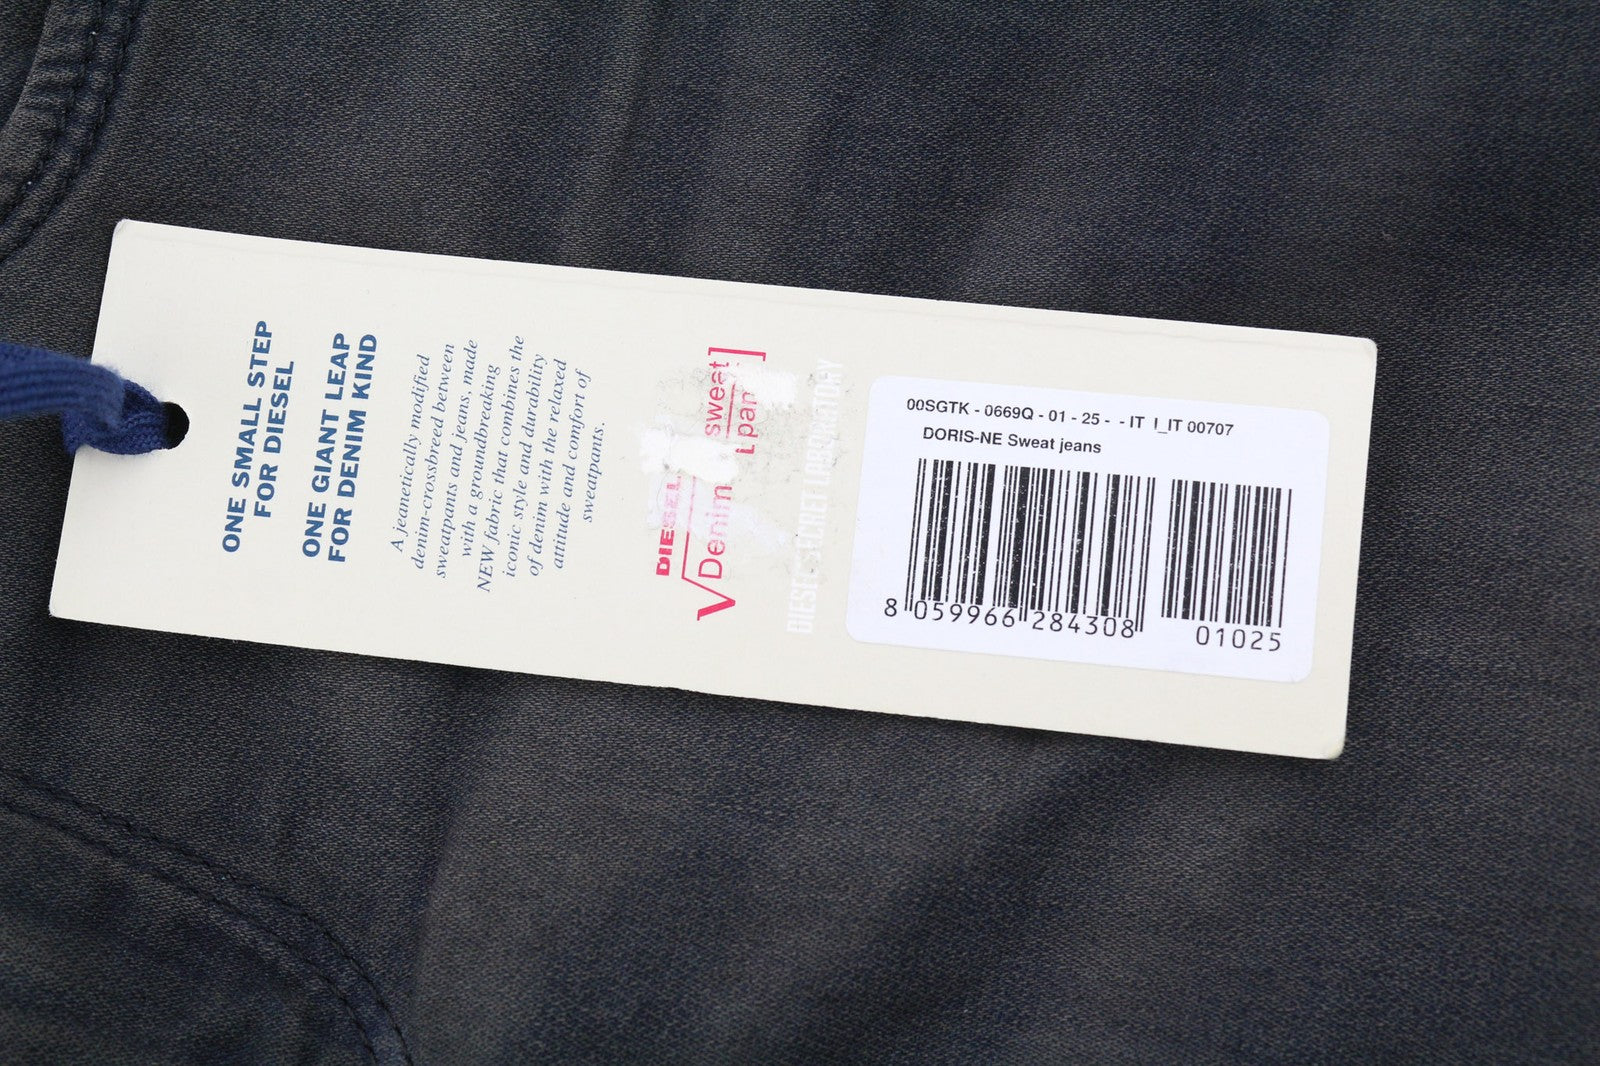 ONE SMALL STEP
FOR DIESEL
ONE GIANT LEAP
FOR DENIM KIND
A jeanetically modified
denim-crossbreed between
sweatpants and jeans, made
with a groundbreaking
NEW fabric that combines the
iconic style and durability
of denim with the relaxed
attitude and comfort of
sweatpants.
DIESEL
Denim
sweat
pan
DIESEL SECRET LABORATORY
00SGTK - 0669Q - 01 - 25 - - IT I_IT 00707
DORIS-NE Sweat jeans
8 059966 284308
01025